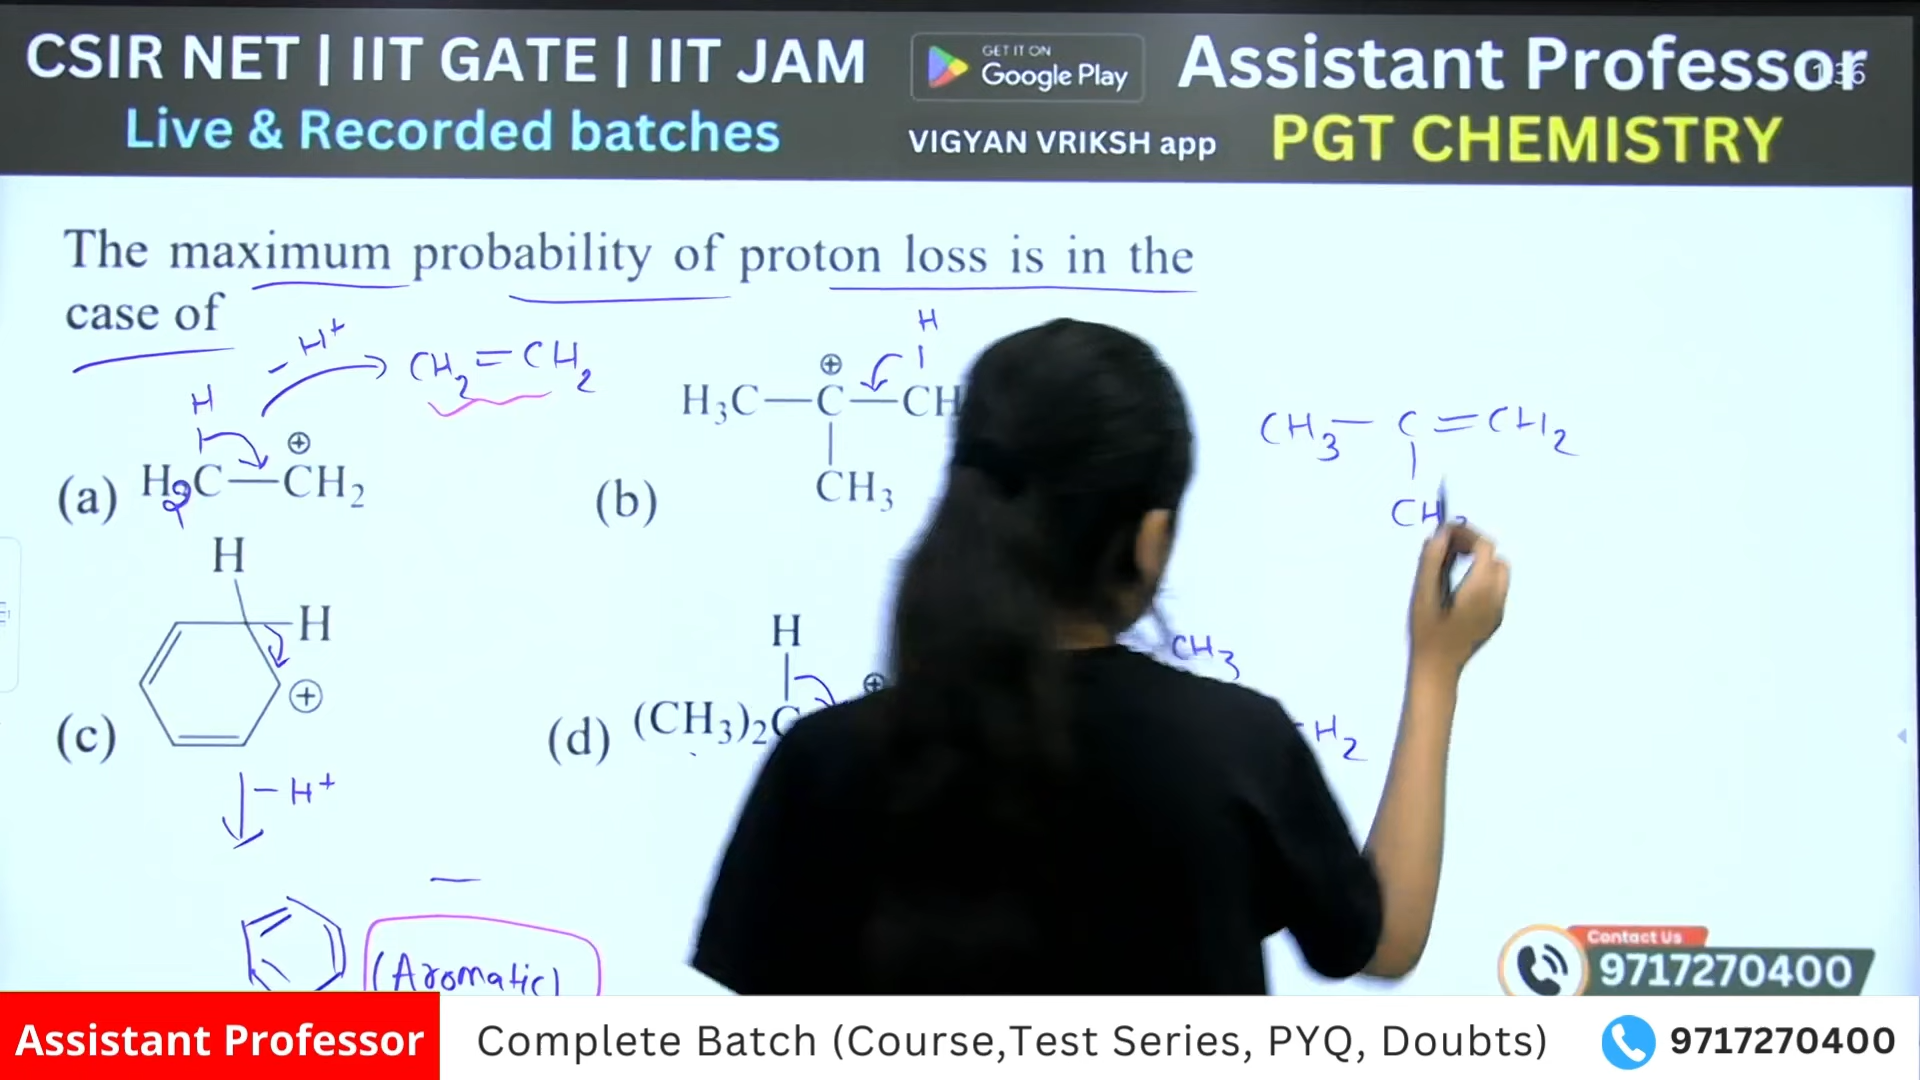 CSIR NET | IIT GATE | IIT JAM
Live & Recorded batches
GET IT ON
Google Play
VIGYAN VRIKSH app
Assistant Professor
PGT CHEMISTRY
The maximum probability of proton loss is in the
case of
-H⁺
CH₂=CH₂
H
⊕
(a) H₂C—CH₂
H
⊕
H₃C—C—CH
CH₃
(b)
CH₃—C=CH₂
CH
H
H
⊕
(c)
-H⁺
(Aromatic)
H
⊕
(d) (CH₃)₂C
CH₃
H₂
Contact Us
9717270400
Assistant Professor
Complete Batch (Course,Test Series, PYQ, Doubts)
9717270400